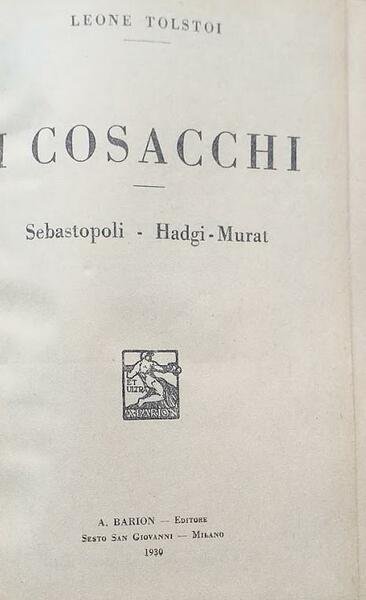 LEONE TOLSTOI
I COSACCHI
Sebastopoli - Hadgi-Murat
ET
ULTRA
A. BARION
A. BARION — EDITORE
SESTO SAN GIOVANNI — MILANO
1930